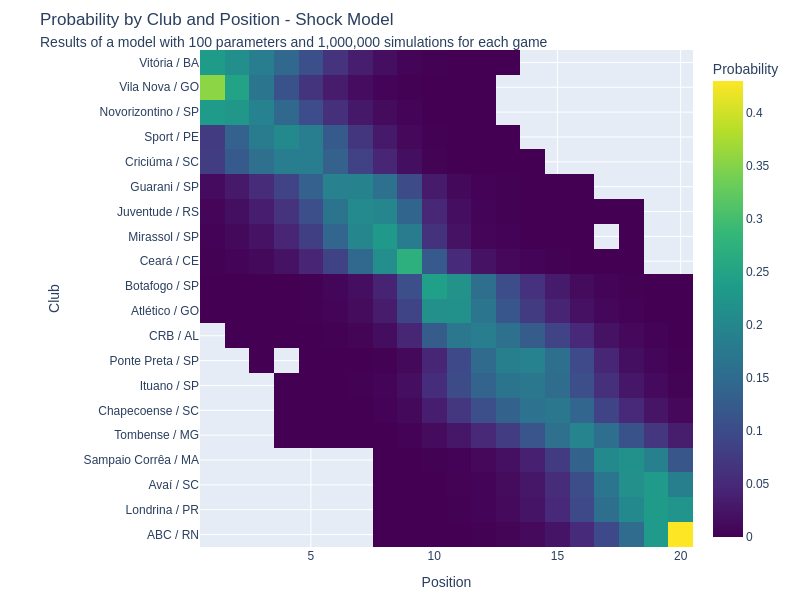 Probability by Club and Position - Shock Model
Results of a model with 100 parameters and 1,000,000 simulations for each game
Probability
Vitória / BA
Vila Nova / GO
Novorizontino / SP
Sport / PE
Criciúma / SC
Guarani / SP
Juventude / RS
Mirassol / SP
Ceará / CE
Botafogo / SP
Atlético / GO
CRB / AL
Ponte Preta / SP
Ituano / SP
Chapecoense / SC
Tombense / MG
Sampaio Corrêa / MA
Avaí / SC
Londrina / PR
ABC / RN
Club
5
10
15
20
Position
0.4
0.35
0.3
0.25
0.2
0.15
0.1
0.05
0